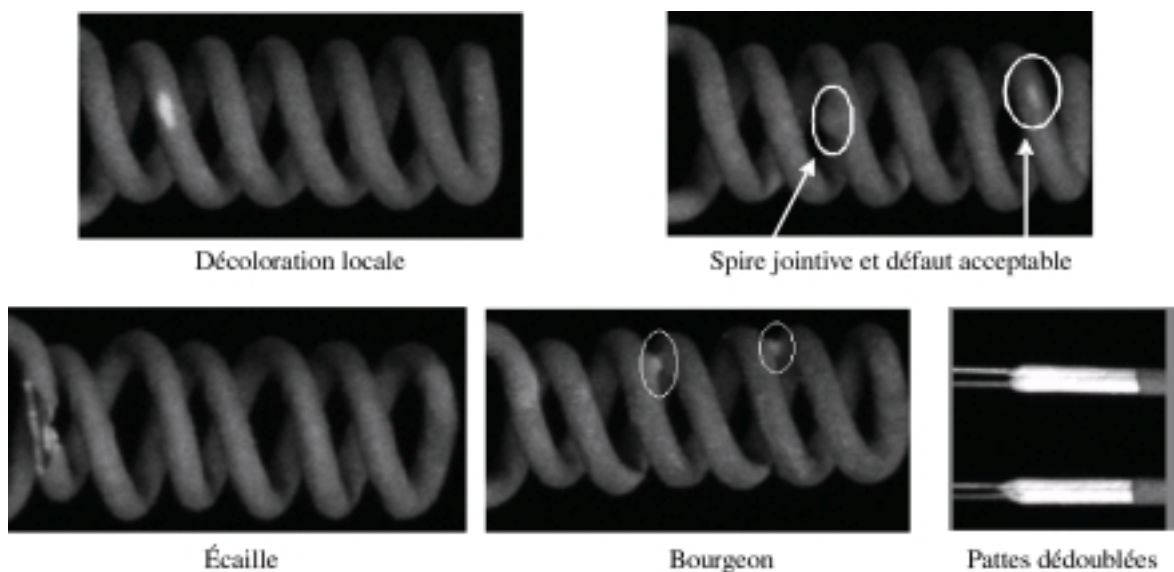 Décoloration locale
Spire jointive et défaut acceptable
Écaille
Bourgeon
Pattes dédoublées